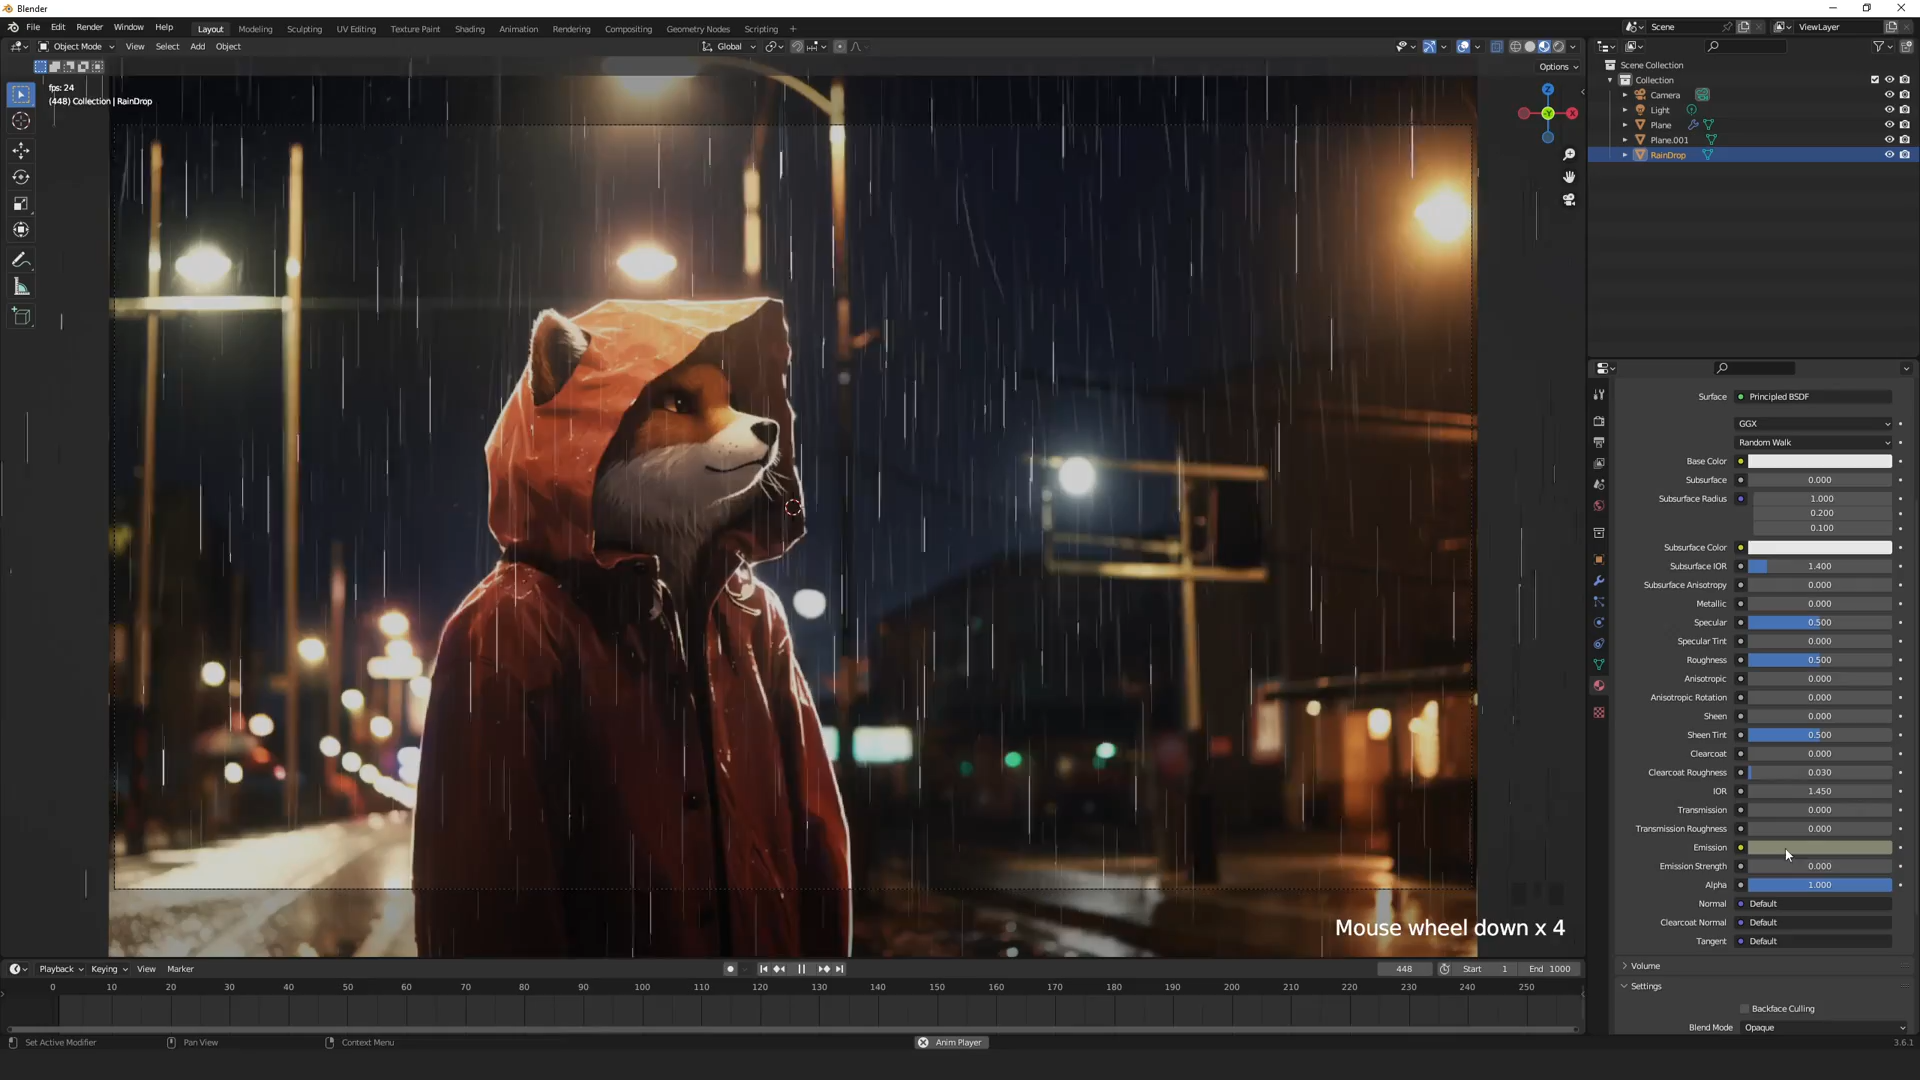 Blender
File Edit Render Window Help Layout Modeling Sculpting UV Editing Texture Paint Shading Animation Rendering Compositing Geometry Nodes Scripting + Scene ViewLayer
Object Mode View Select Add Object Global
Options
fps: 24
(448) Collection | RainDrop
Z
Y
X
Scene Collection
Collection
Camera
Light
Plane
Plane.001
RainDrop
Surface Principled BSDF
GGX
Random Walk
Base Color
Subsurface 0.000
Subsurface Radius 1.000
0.200
0.100
Subsurface Color
Subsurface IOR 1.400
Subsurface Anisotropy 0.000
Metallic 0.000
Specular 0.500
Specular Tint 0.000
Roughness 0.500
Anisotropic 0.000
Anisotropic Rotation 0.000
Sheen 0.000
Sheen Tint 0.500
Clearcoat 0.000
Clearcoat Roughness 0.030
IOR 1.450
Transmission 0.000
Transmission Roughness 0.000
Emission
Emission Strength 0.000
Alpha 1.000
Normal Default
Clearcoat Normal Default
Tangent Default
Volume
Settings
Backface Culling
Blend Mode Opaque
Mouse wheel down x 4
Playback Keying View Marker 448 Start 1 End 1000
0 10 20 30 40 50 60 70 80 90 100 110 120 130 140 150 160 170 180 190 200 210 220 230 240 250
Set Active Modifier Pan View Context Menu Anim Player 3.6.1